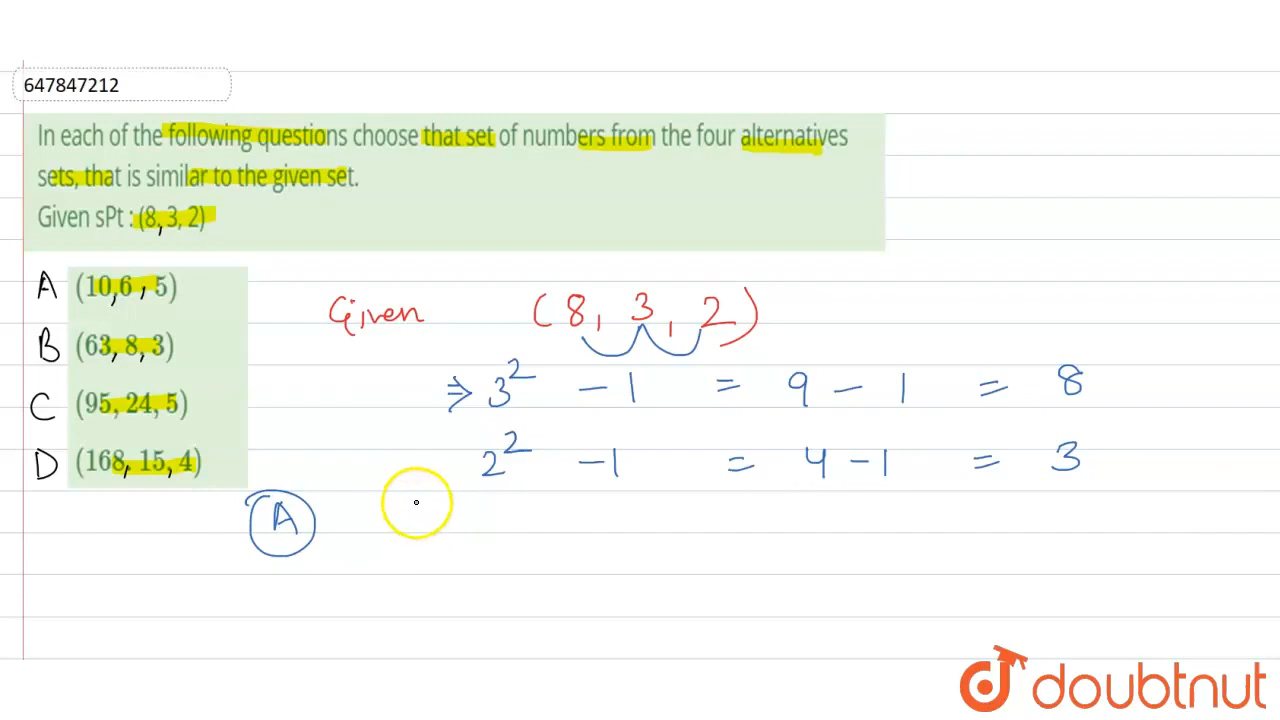 647847212
In each of the following questions choose that set of numbers from the four alternatives
sets, that is similar to the given set.
Given sPt : (8, 3, 2)
A (10,6 , 5)
B (63, 8, 3)
C (95, 24, 5)
D (168, 15, 4)
Given (8, 3, 2)
⇒ 3² - 1 = 9 - 1 = 8
2² - 1 = 4 - 1 = 3
A
doubtnut